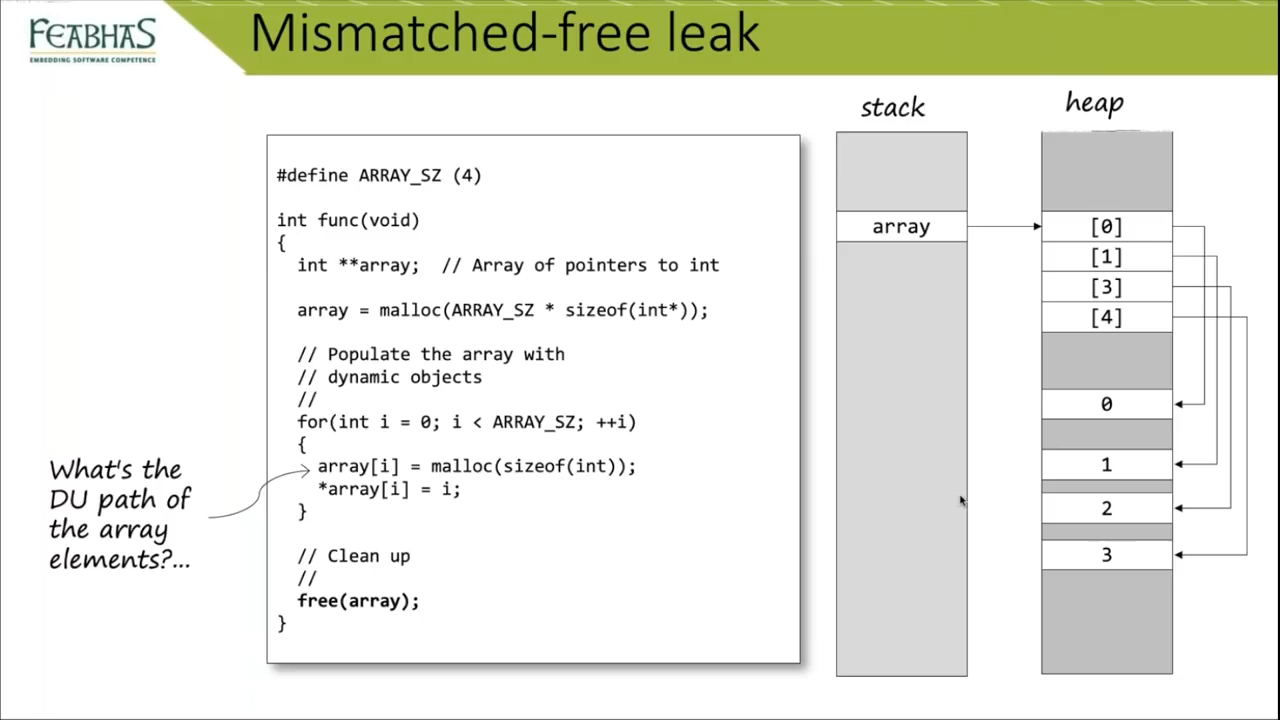 FEABHAS
EMBEDDING SOFTWARE COMPETENCE
Mismatched-free leak
#define ARRAY_SZ (4)
int func(void)
{
int **array;  // Array of pointers to int
array = malloc(ARRAY_SZ * sizeof(int*));
// Populate the array with
// dynamic objects
//
for(int i = 0; i < ARRAY_SZ; ++i)
{
array[i] = malloc(sizeof(int));
*array[i] = i;
}
// Clean up
//
free(array);
}
What's the
DU path of
the array
elements?...
stack
array
heap
[0]
[1]
[3]
[4]
0
1
2
3